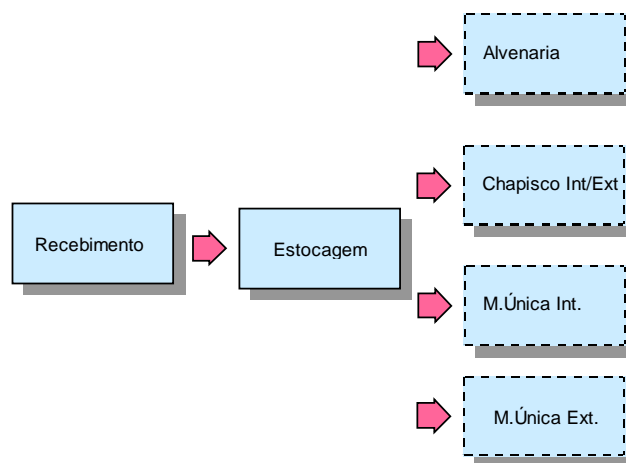 Recebimento
Estocagem
Alvenaria
Chapisco Int/Ext
M.Única Int.
M.Única Ext.